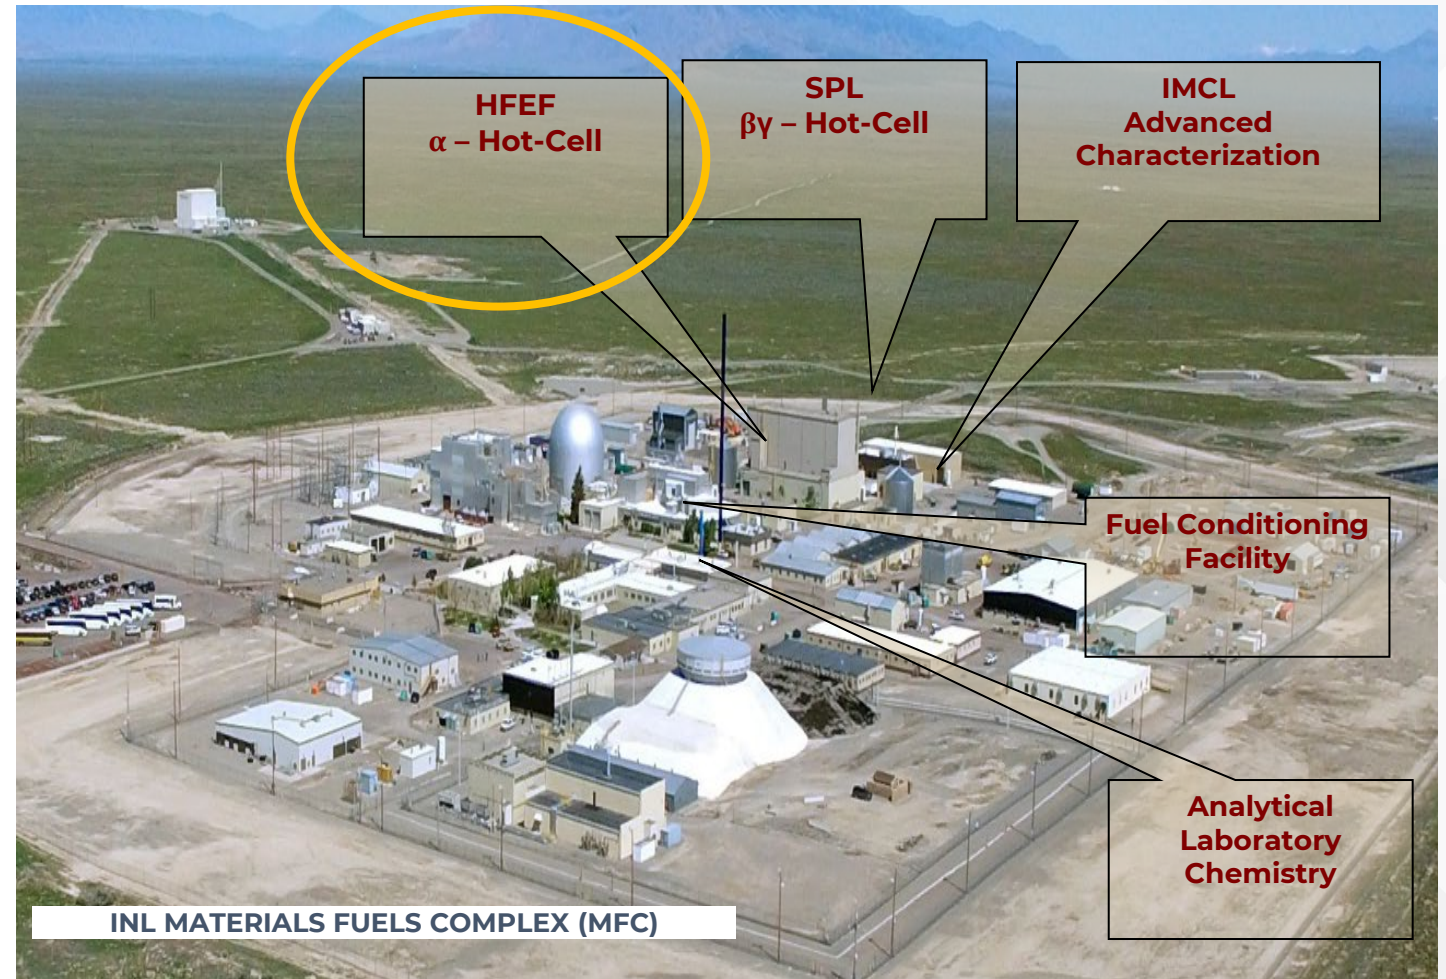 HFEF
α – Hot-Cell
SPL
βγ – Hot-Cell
IMCL
Advanced
Characterization
Fuel Conditioning
Facility
Analytical
Laboratory
Chemistry
INL MATERIALS FUELS COMPLEX (MFC)